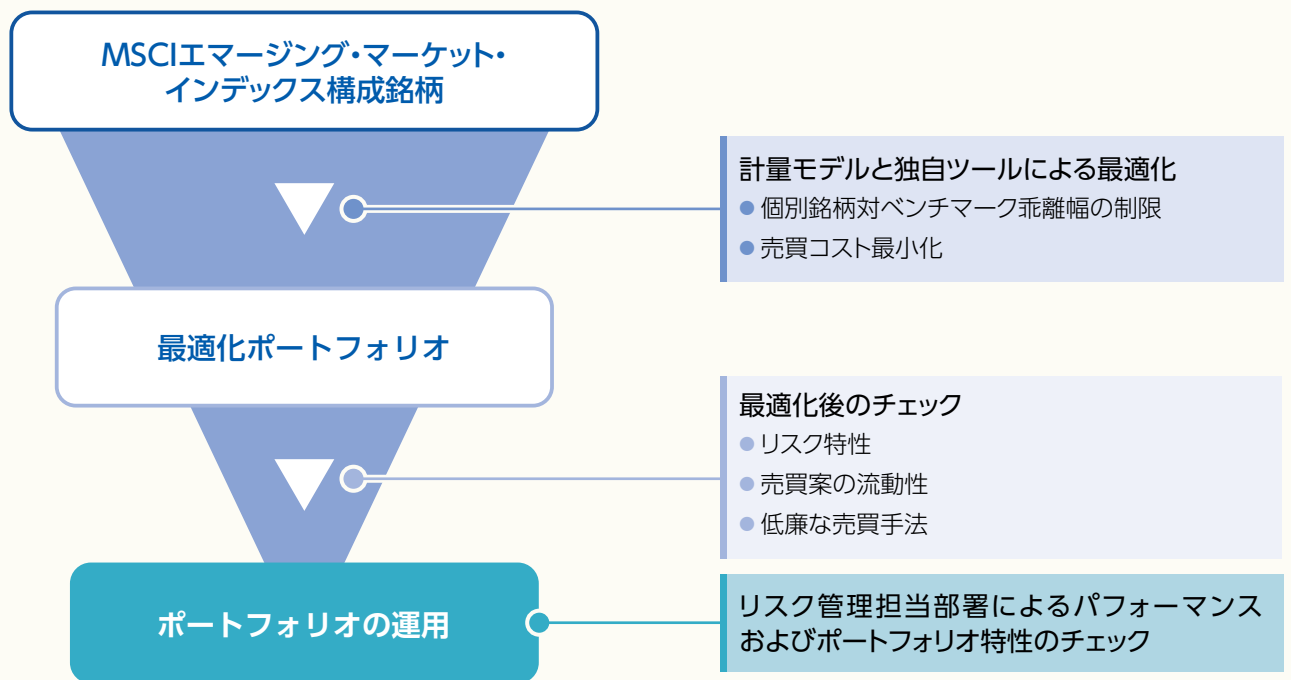 MSCIエマージング・マーケット・
インデックス構成銘柄
計量モデルと独自ツールによる最適化
● 個別銘柄対ベンチマーク乖離幅の制限
● 売買コスト最小化
最適化ポートフォリオ
最適化後のチェック
● リスク特性
● 売買案の流動性
● 低廉な売買手法
ポートフォリオの運用
リスク管理担当部署によるパフォーマンス
およびポートフォリオ特性のチェック